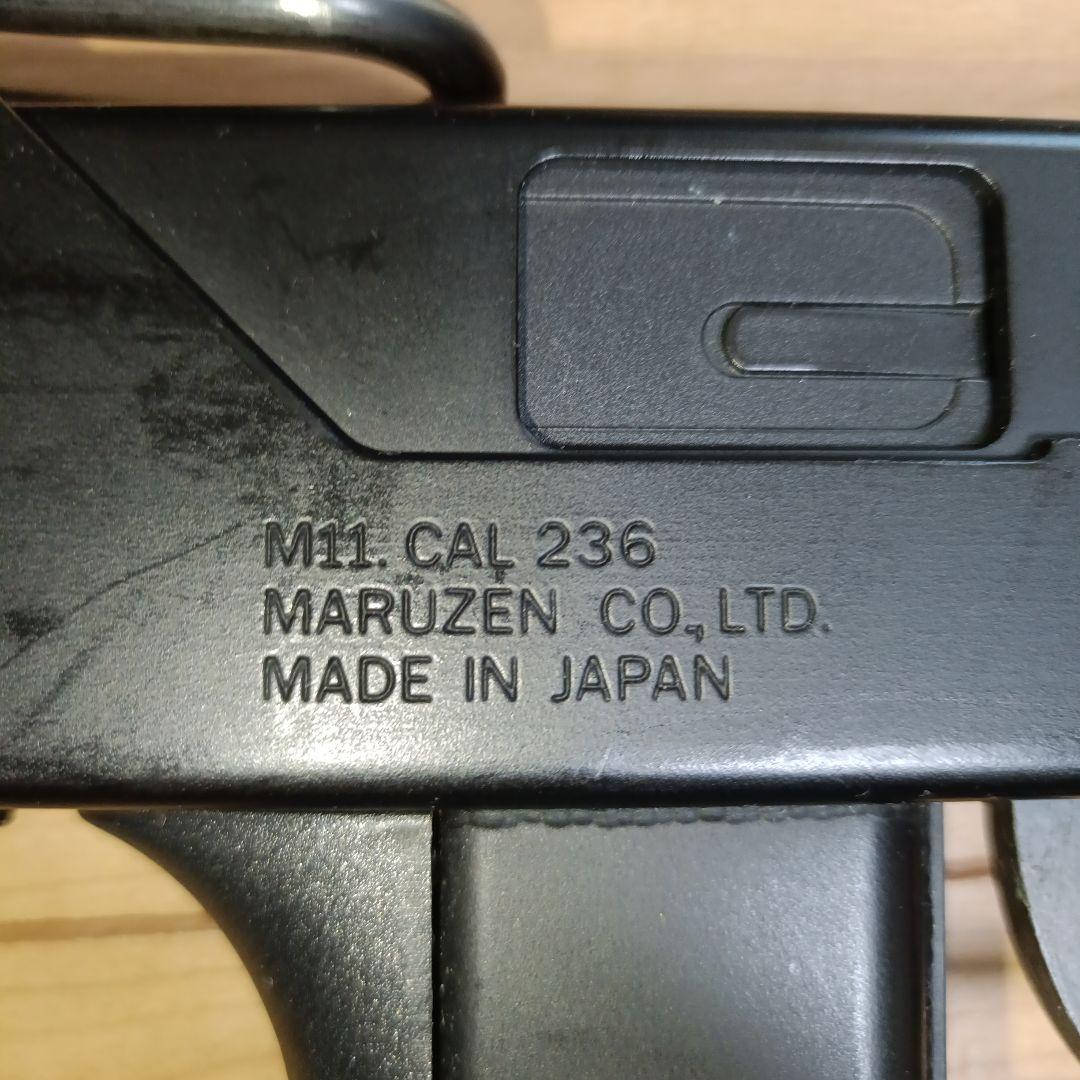 M11. CAL 236
MARUZEN CO., LTD.
MADE IN JAPAN